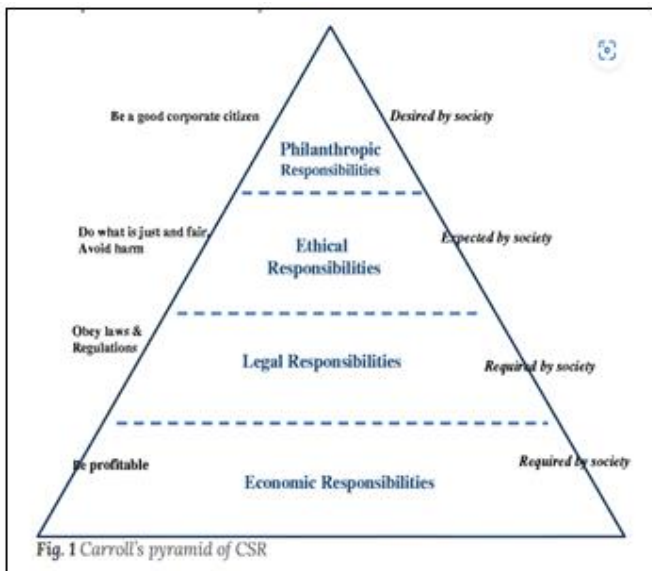 Be a good corporate citizen
Desired by society
Philanthropic
Responsibilities
Do what is just and fair,
Avoid harm
Expected by society
Ethical
Responsibilities
Obey laws &
Regulations
Legal Responsibilities
Required by society
Be profitable
Required by society
Economic Responsibilities
Fig. 1 Carroll's pyramid of CSR